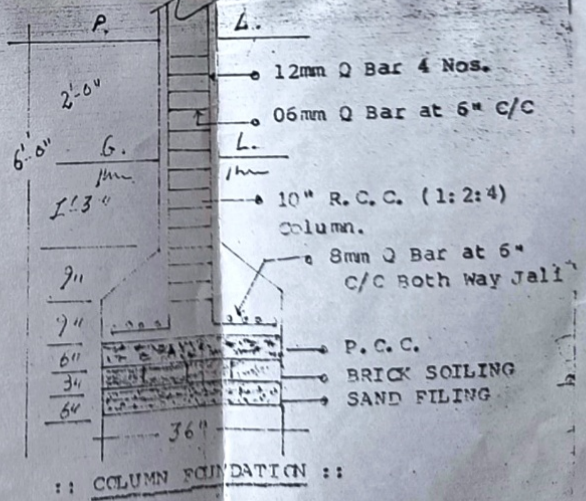 P. L.
12mm Q Bar 4 Nos.
2'-0"
06mm Q Bar at 6" C/C
6'-0"
G. L.
1'3"
10" R.C.C. (1:2:4)
Column.
8mm Q Bar at 6"
C/C Both Way Jali
9"
9"
6"
P.C.C.
3"
BRICK SOILING
6"
SAND FILING
36"
:: COLUMN FOUNDATION ::